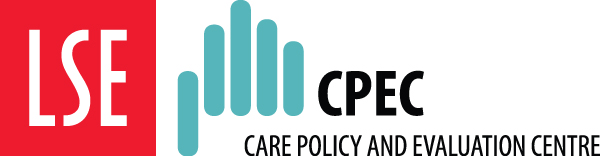 LSE
CPEC
CARE POLICY AND EVALUATION CENTRE